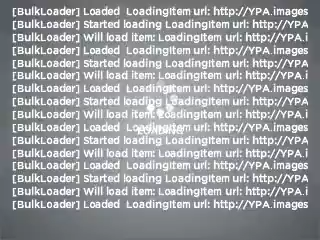 [BulkLoader] Loaded LoadingItem url: http://YPA.images
[BulkLoader] Started loading LoadingItem url: http://YPA
[BulkLoader] Will load item: LoadingItem url: http://YPA.i
[BulkLoader] Loaded LoadingItem url: http://YPA.images
[BulkLoader] Started loading LoadingItem url: http://YPA
[BulkLoader] Will load item: LoadingItem url: http://YPA.i
[BulkLoader] Loaded LoadingItem url: http://YPA.images
[BulkLoader] Started loading LoadingItem url: http://YPA
[BulkLoader] Will load item: LoadingItem url: http://YPA.i
[BulkLoader] Loaded LoadingItem url: http://YPA.images
LOADING
[BulkLoader] Started loading LoadingItem url: http://YPA
[BulkLoader] Will load item: LoadingItem url: http://YPA.i
[BulkLoader] Loaded LoadingItem url: http://YPA.images
[BulkLoader] Started loading LoadingItem url: http://YPA
[BulkLoader] Will load item: LoadingItem url: http://YPA.i
[BulkLoader] Loaded LoadingItem url: http://YPA.images